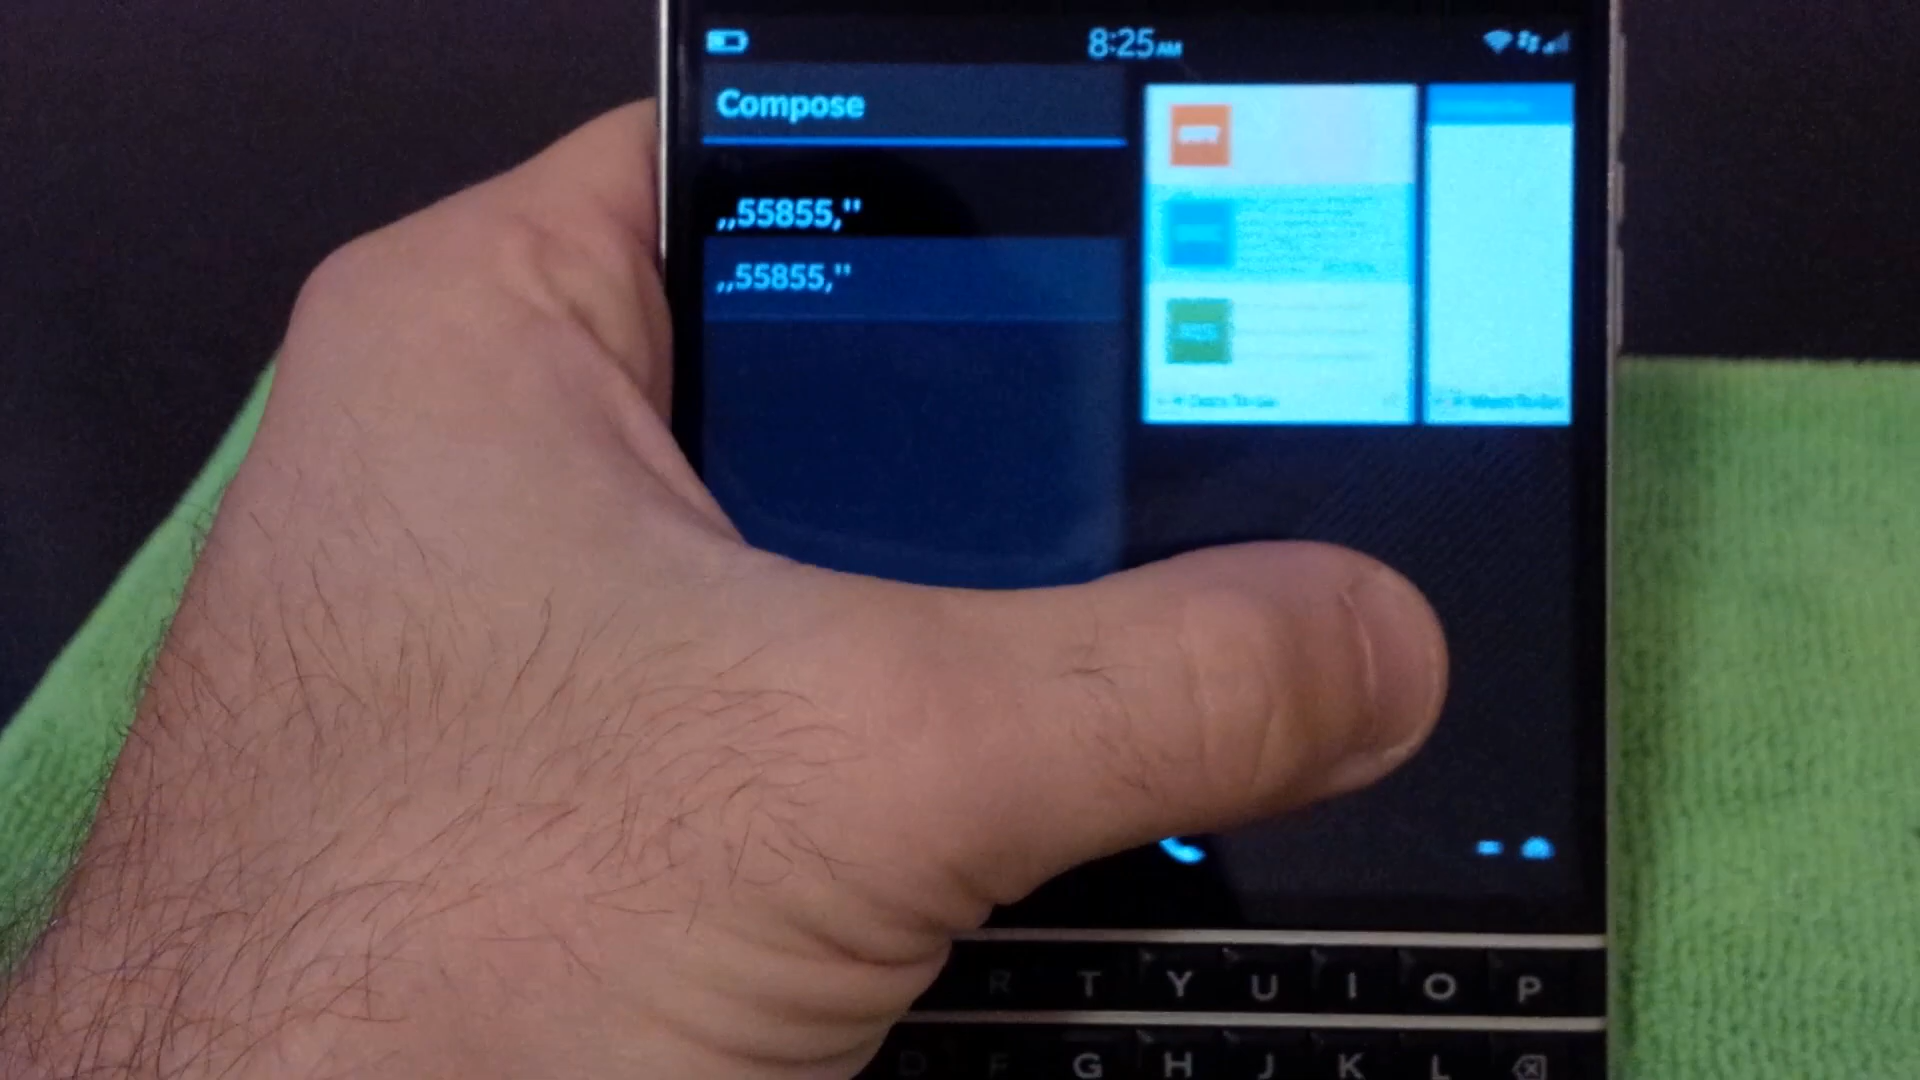 8:25AM
Compose
,,55855,"
,,55855,"
R T Y U I O P
D F G H J K L